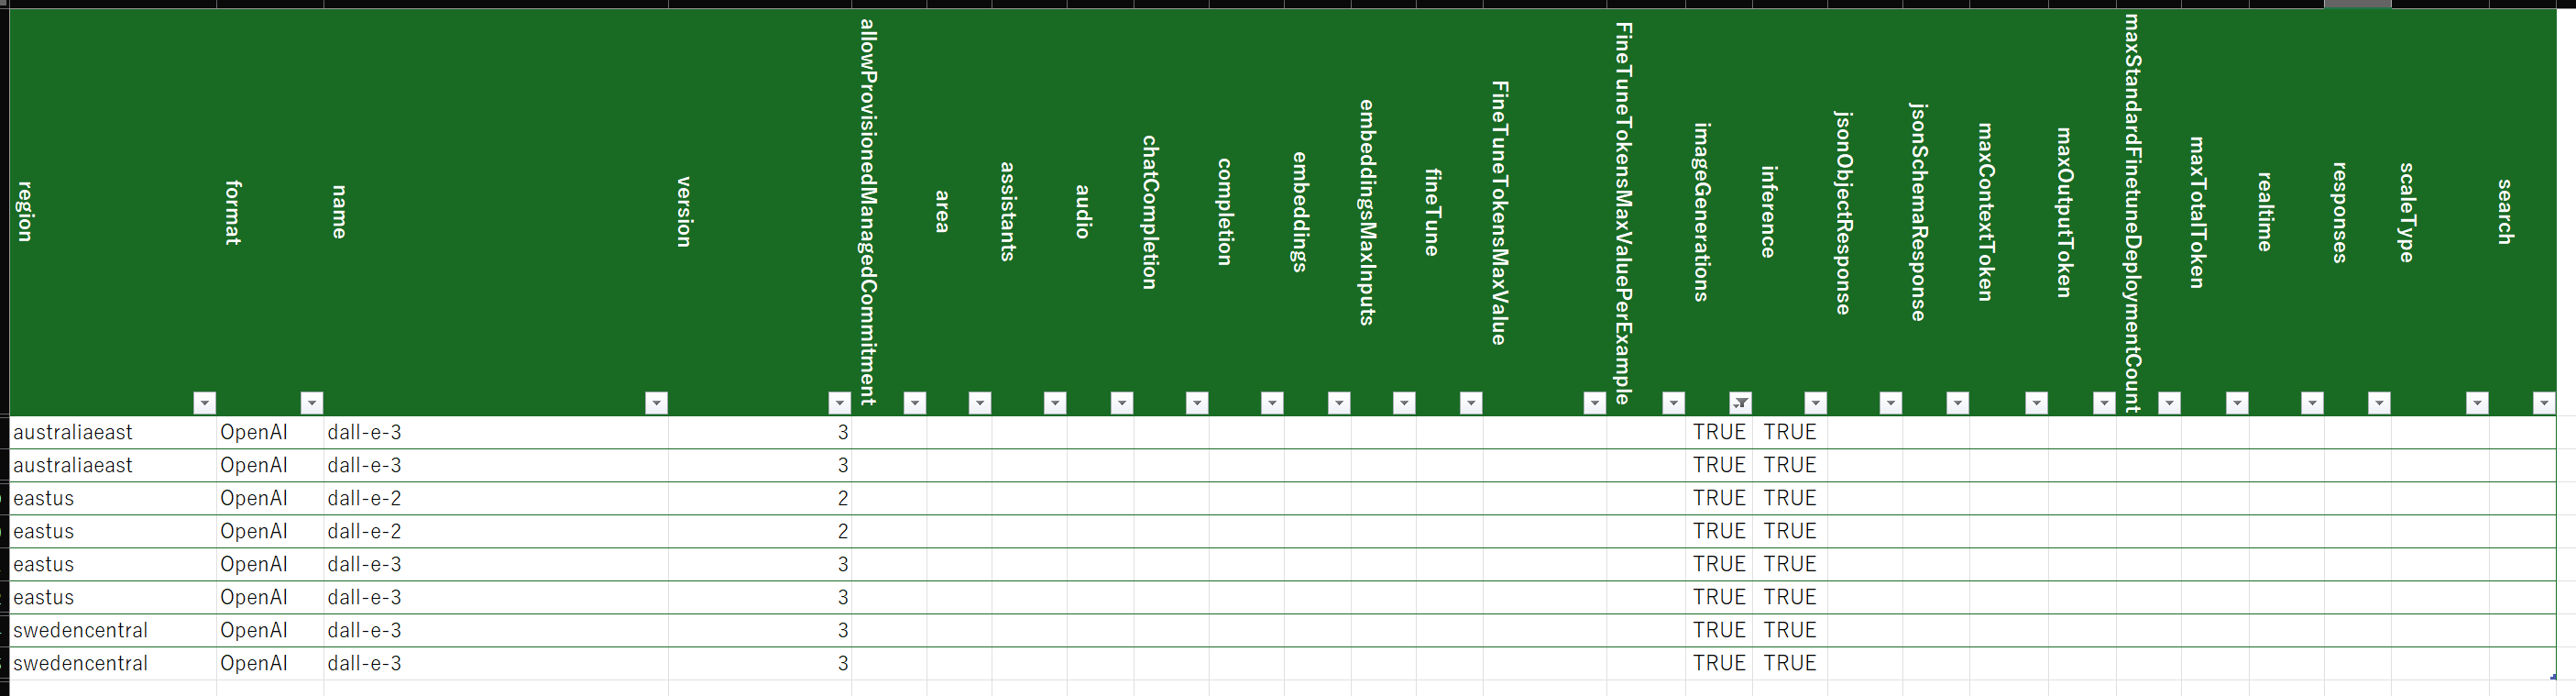 region format name version allowProvisionedManagedCommitment area assistants audio chatCompletion completion embeddings embeddingsMaxInputs fineTune FineTuneTokensMaxValue FineTuneTokensMaxValuePerExample imageGenerations inference jsonObjectResponse jsonSchemaResponse maxContextToken maxOutputToken maxStandardFinetuneDeploymentCount maxTotalToken realtime responses scaleType search
australiaeast OpenAI dall-e-3 3 TRUE TRUE
australiaeast OpenAI dall-e-3 3 TRUE TRUE
eastus OpenAI dall-e-2 2 TRUE TRUE
eastus OpenAI dall-e-2 2 TRUE TRUE
eastus OpenAI dall-e-3 3 TRUE TRUE
eastus OpenAI dall-e-3 3 TRUE TRUE
swedencentral OpenAI dall-e-3 3 TRUE TRUE
swedencentral OpenAI dall-e-3 3 TRUE TRUE